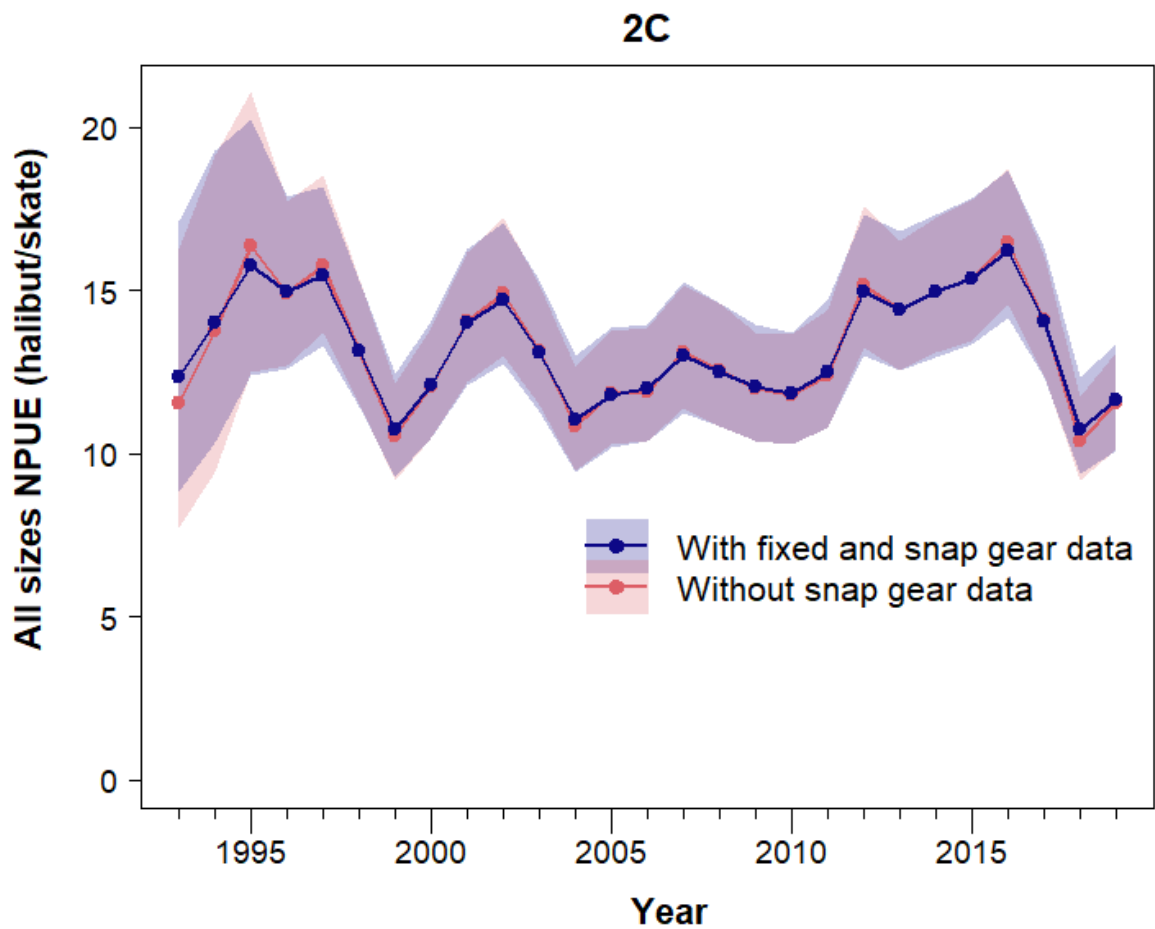 2C
All sizes NPUE (halibut/skate)
20
15
10
5
0
With fixed and snap gear data
Without snap gear data
1995 2000 2005 2010 2015
Year